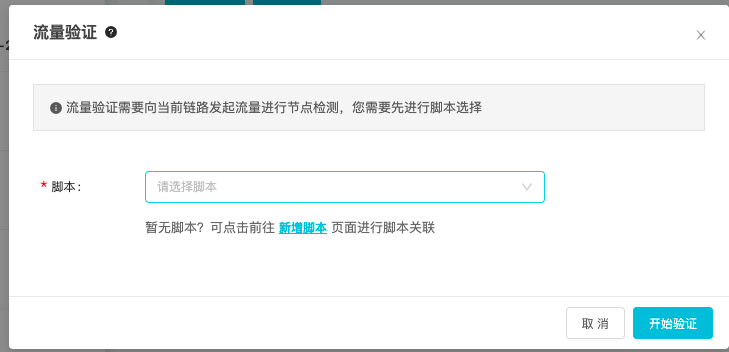 流量验证
流量验证需要向当前链路发起流量进行节点检测，您需要先进行脚本选择
* 脚本：
请选择脚本
暂无脚本？可点击前往 新增脚本 页面进行脚本关联
取 消
开始验证